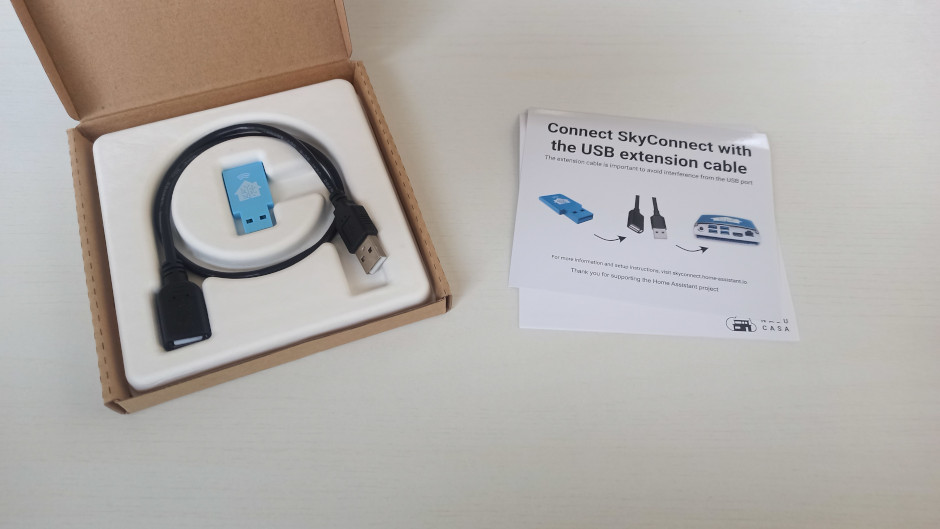 Connect SkyConnect with
the USB extension cable
The extension cable is important to avoid interference from the USB port
For more information and setup instructions, visit skyconnect.home-assistant.io
Thank you for supporting the Home Assistant project
CASA